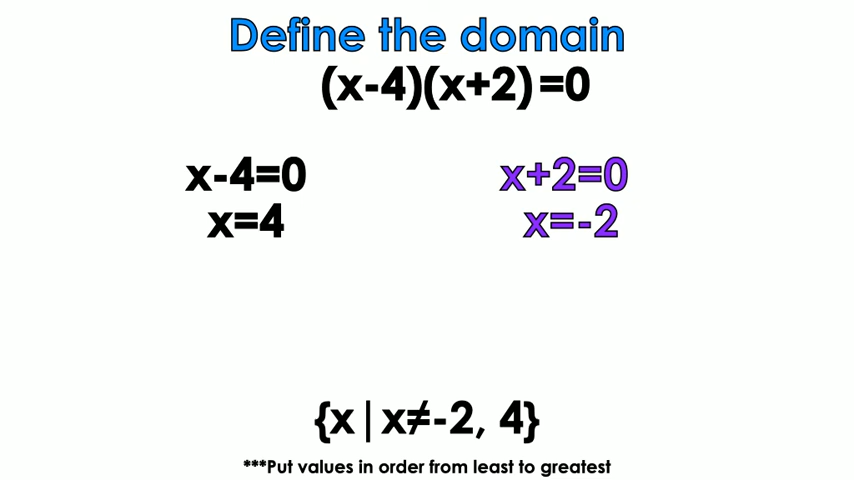 Define the domain
(x-4)(x+2)=0
x-4=0
x=4
x+2=0
x=-2
{x|x≠-2, 4}
***Put values in order from least to greatest